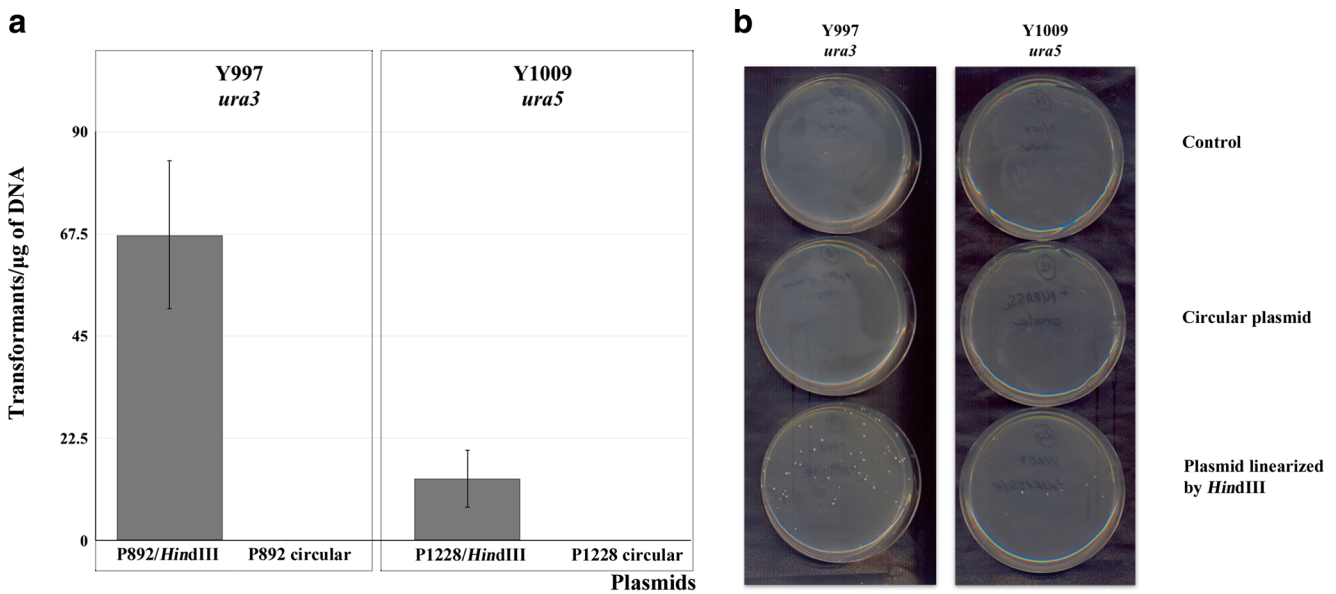 a
Y997
ura3
Y1009
ura5
Transformants/µg of DNA
90
67.5
45
22.5
0
P892/HindIII
P892 circular
P1228/HindIII
P1228 circular
Plasmids
b
Y997
ura3
Y1009
ura5
Control
Circular plasmid
Plasmid linearized
by HindIII